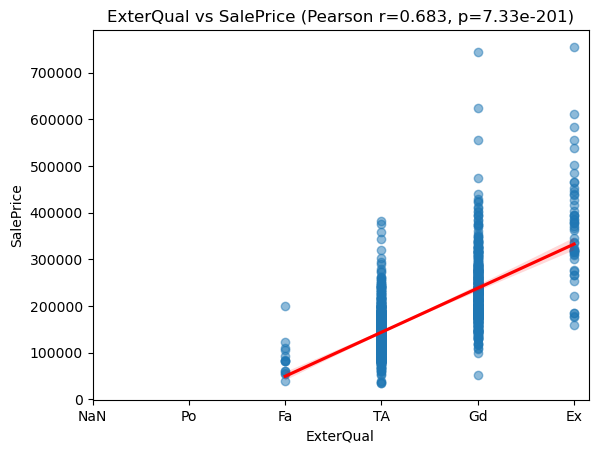 ExterQual vs SalePrice (Pearson r=0.683, p=7.33e-201)
700000
600000
500000
400000
300000
200000
100000
0
SalePrice
NaN Po Fa TA Gd Ex
ExterQual